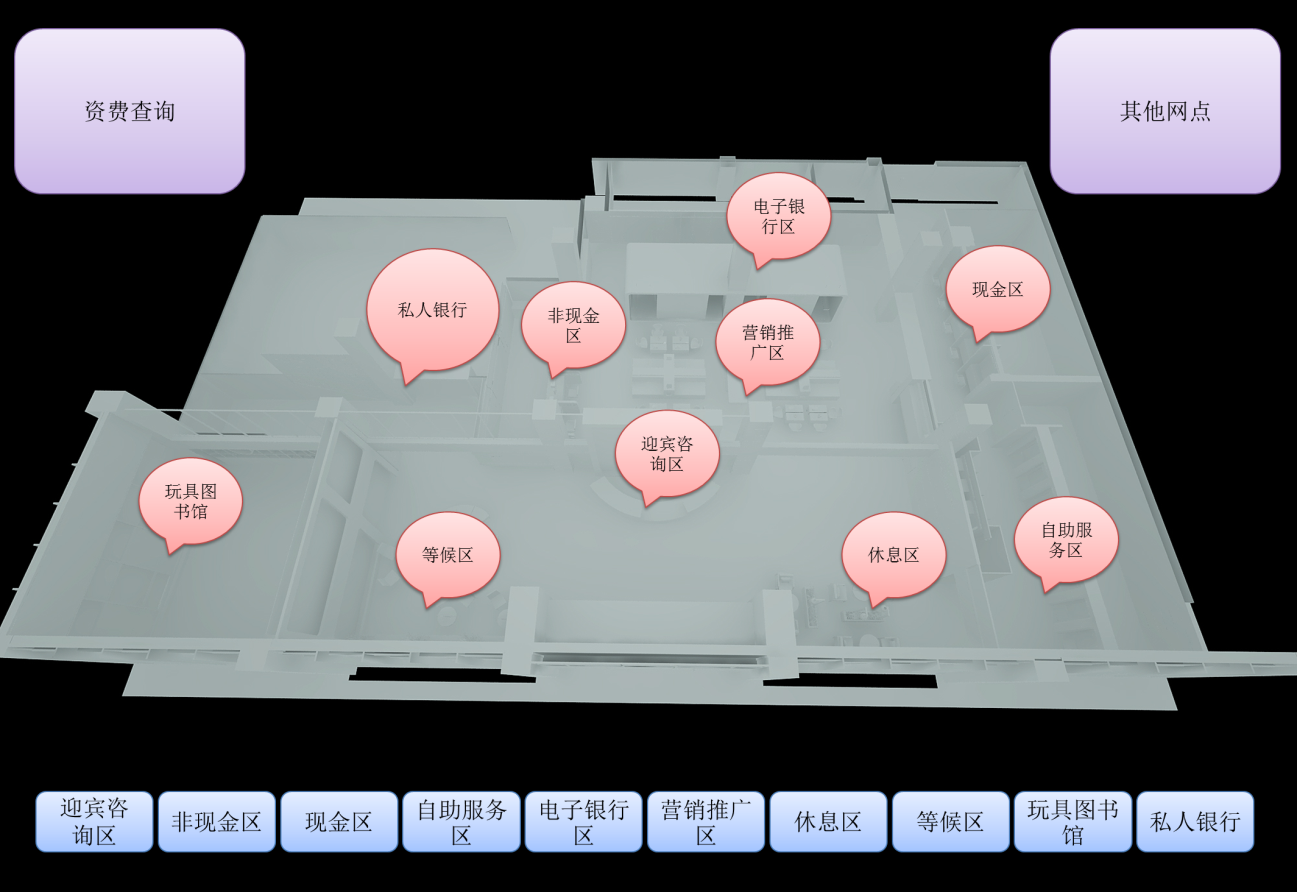 资费查询
其他网点
电子银
行区
私人银行
非现金
区
营销推
广区
现金区
迎宾咨
询区
玩具图
书馆
等候区
休息区
自助服
务区
迎宾咨
询区
非现金区
现金区
自助服务
区
电子银行
区
营销推广
区
休息区
等候区
玩具图书
馆
私人银行